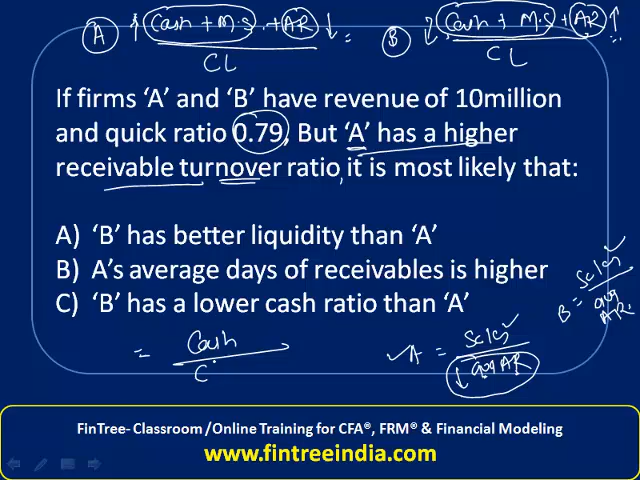 A ↑ Cash + M.S + AR ↓ = B ↓ Cash + M.S + AR ↑
CL CL
If firms ‘A’ and ‘B’ have revenue of 10million
and quick ratio 0.79, But ‘A’ has a higher
receivable turnover ratio, it is most likely that:
A) ‘B’ has better liquidity than ‘A’
B) A’s average days of receivables is higher
C) ‘B’ has a lower cash ratio than ‘A’
B = Sales
avg
AR
= Cash
C
✓A = Sales ✓
↓ avg AR
FinTree- Classroom /Online Training for CFA®, FRM® & Financial Modeling
www.fintreeindia.com